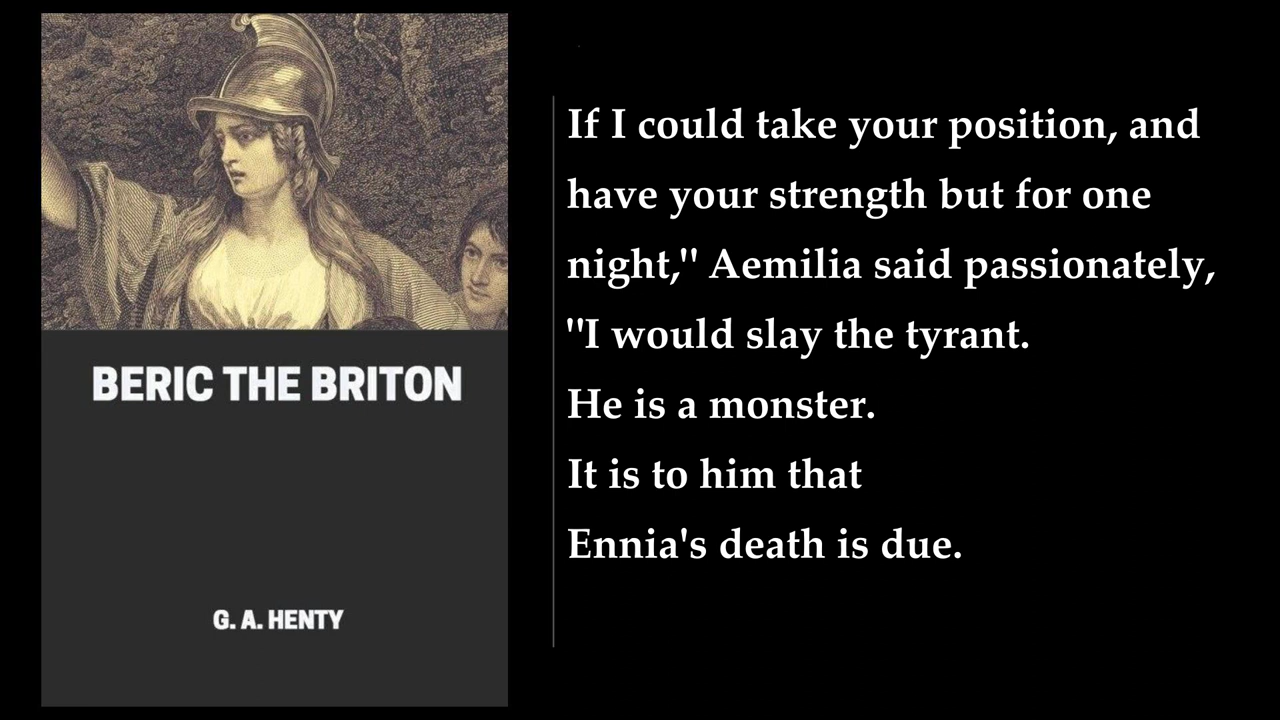 BERIC THE BRITON
G. A. HENTY
If I could take your position, and
have your strength but for one
night," Aemilia said passionately,
"I would slay the tyrant.
He is a monster.
It is to him that
Ennia's death is due.